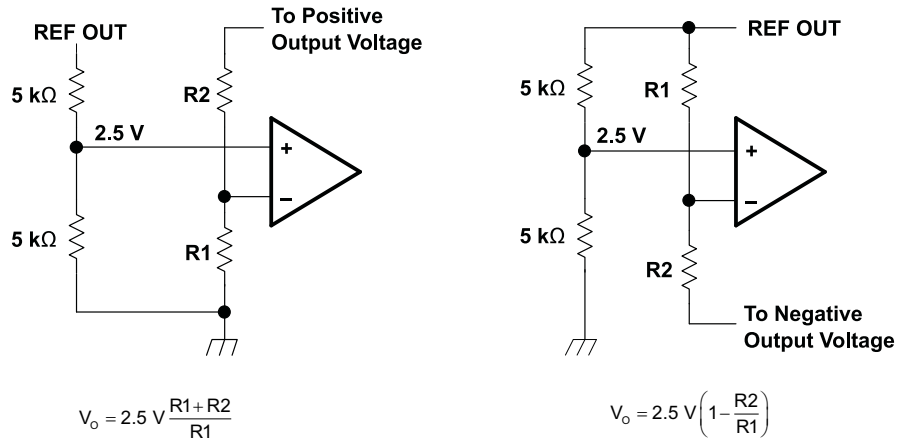 To Positive
Output Voltage
REF OUT
5 kΩ
R2
2.5 V
+
−
5 kΩ
R1
V_O = 2.5 V (R1 + R2)/R1
REF OUT
5 kΩ
R1
2.5 V
+
−
5 kΩ
R2
To Negative
Output Voltage
V_O = 2.5 V (1 − R2/R1)